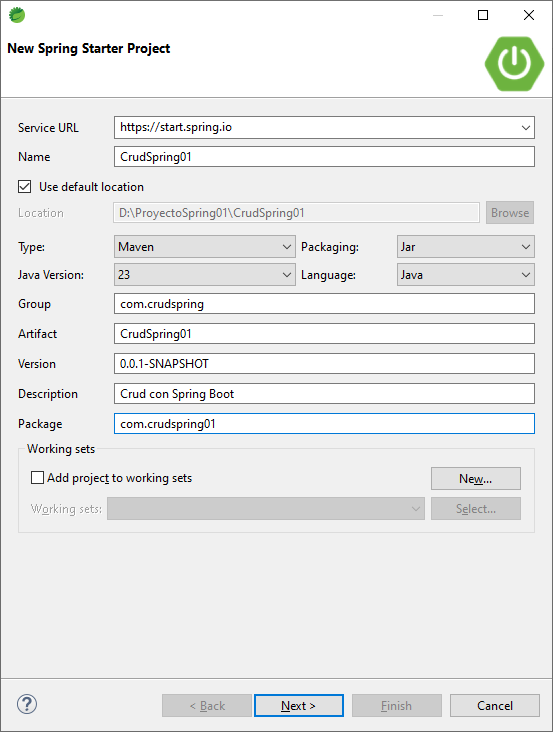 New Spring Starter Project
Service URL https://start.spring.io
Name CrudSpring01
Use default location
Location D:\ProyectoSpring01\CrudSpring01 Browse
Type: Maven Packaging: Jar
Java Version: 23 Language: Java
Group com.crudspring
Artifact CrudSpring01
Version 0.0.1-SNAPSHOT
Description Crud con Spring Boot
Package com.crudspring01
Working sets
Add project to working sets New...
Working sets: Select...
? < Back Next > Finish Cancel